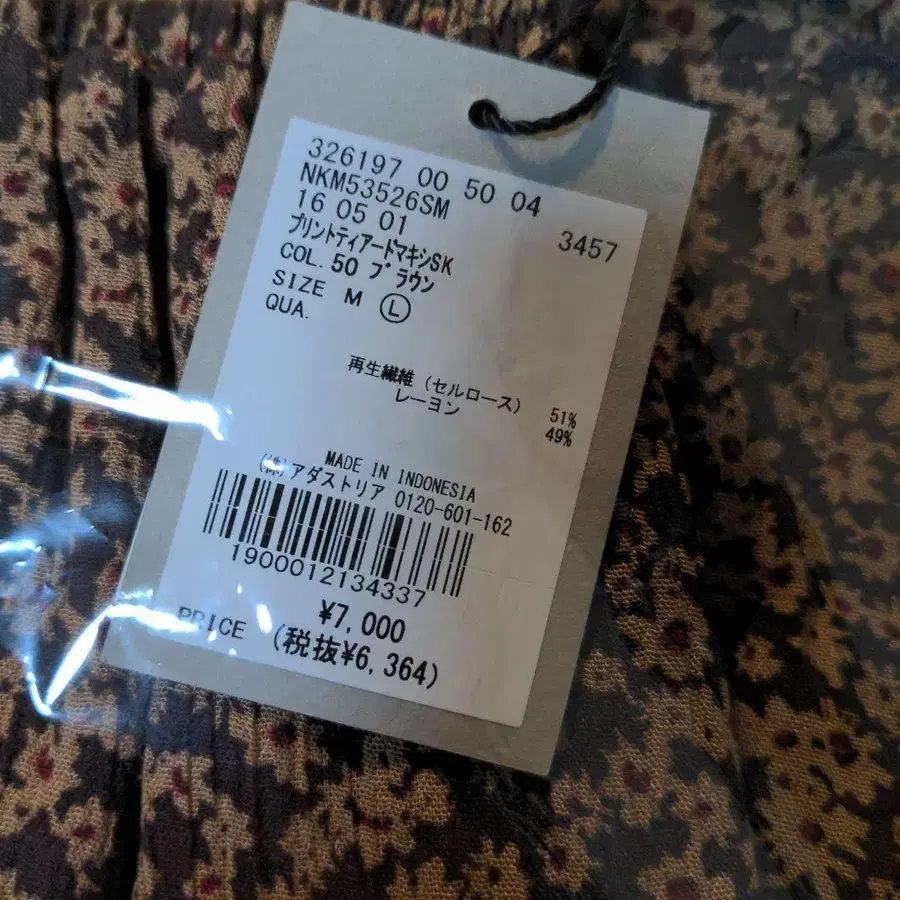 326197 00 50 04
NKM53526SM
16 05 01 3457
プリントティアードマキシSK
COL. 50 ブラウン
SIZE M Ⓛ
QUA.
再生繊維(セルロース) 51%
レーヨン 49%
MADE IN INDONESIA
(株)アダストリア 0120-601-162
1900012134337
¥7,000
PRICE (税抜¥6,364)